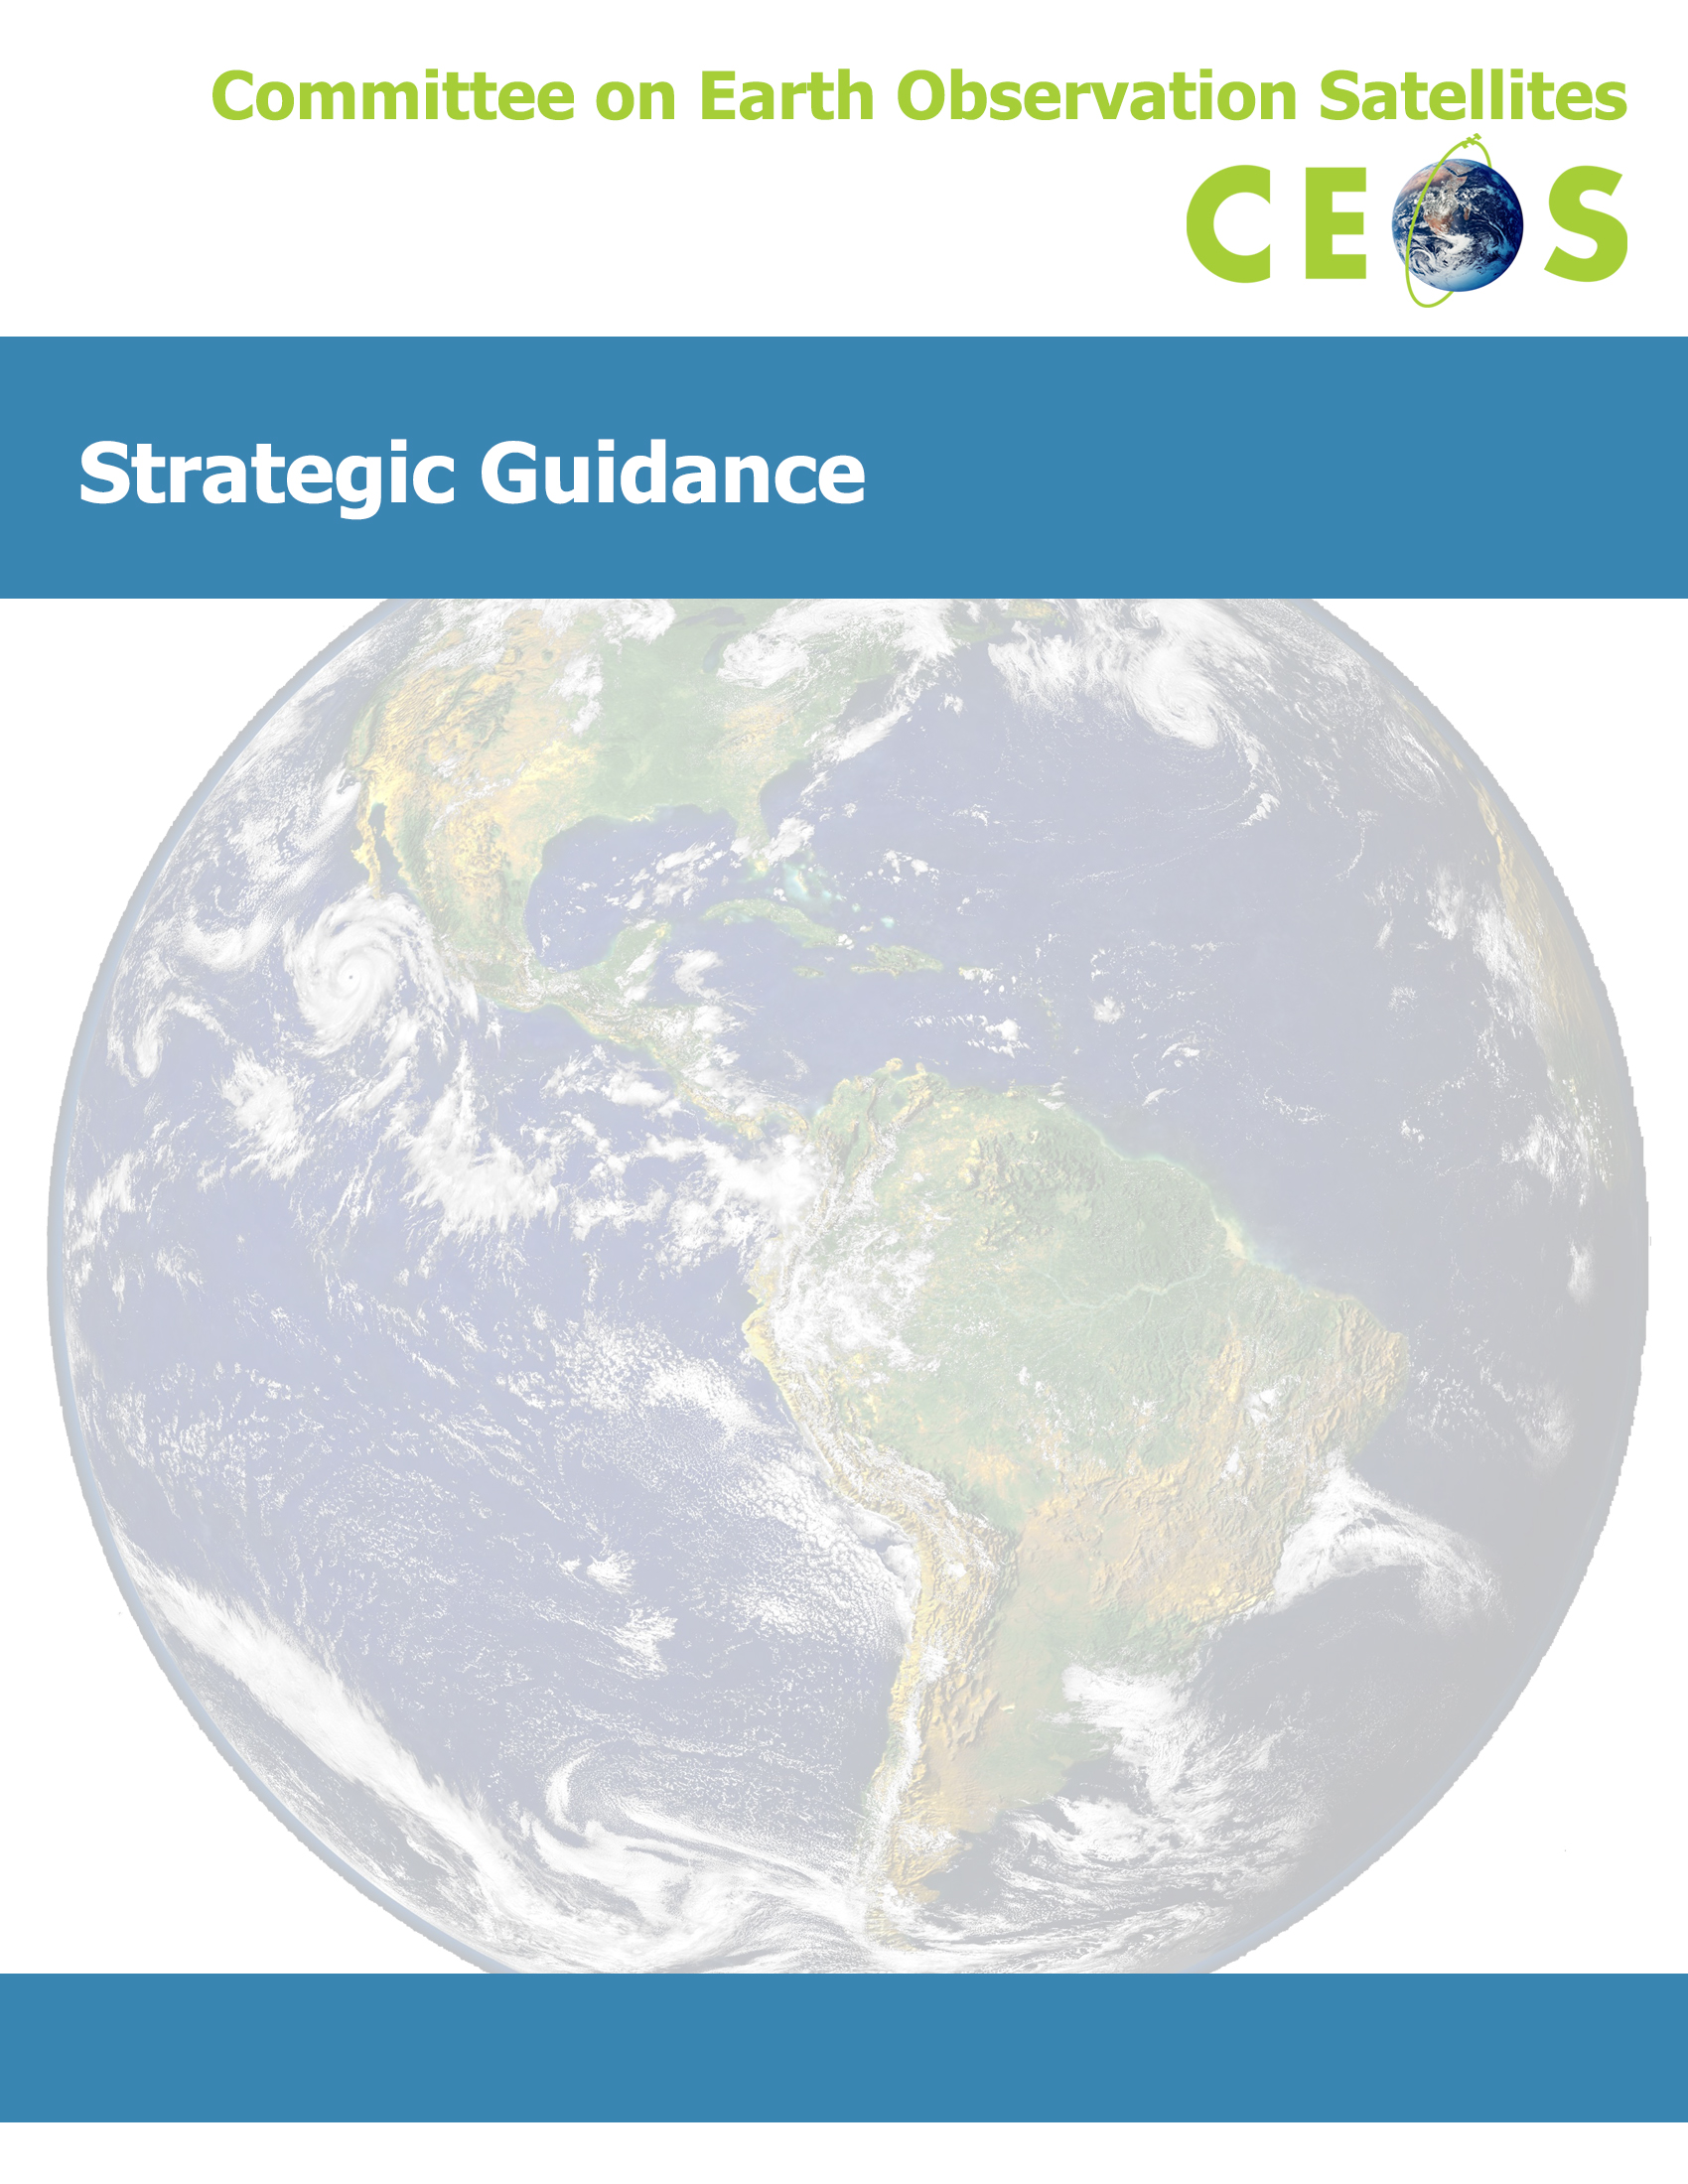 Committee on Earth Observation Satellites
CEOS
Strategic Guidance